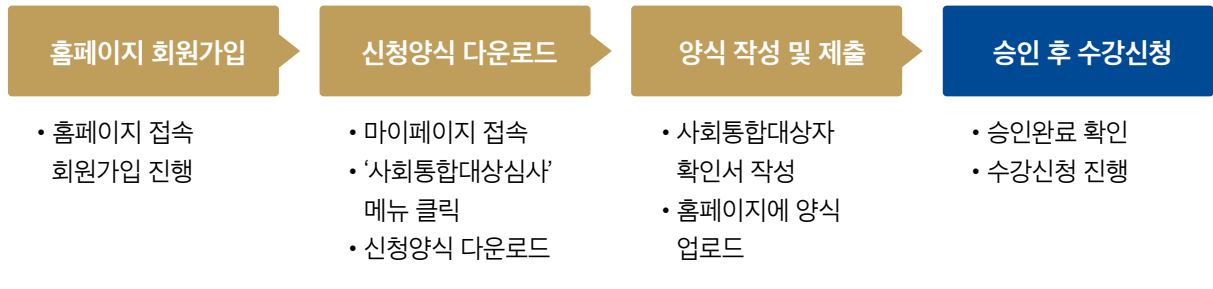 홈페이지 회원가입
• 홈페이지 접속
회원가입 진행
신청양식 다운로드
• 마이페이지 접속
• ‘사회통합대상심사’
메뉴 클릭
• 신청양식 다운로드
양식 작성 및 제출
• 사회통합대상자
확인서 작성
• 홈페이지에 양식
업로드
승인 후 수강신청
• 승인완료 확인
• 수강신청 진행